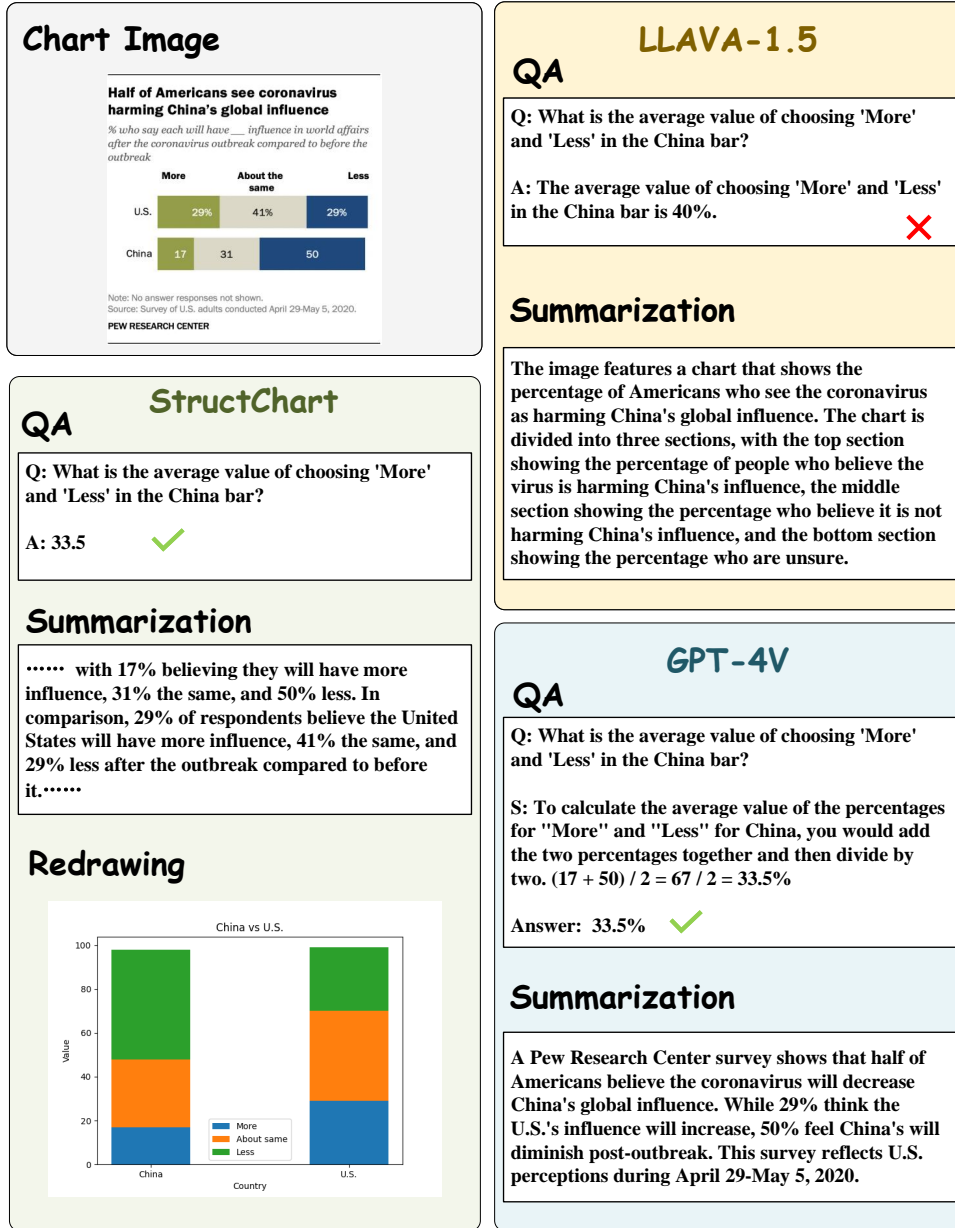 Chart Image
Half of Americans see coronavirus
harming China's global influence
% who say each will have __ influence in world affairs
after the coronavirus outbreak compared to before the
outbreak
More About the Less
same
U.S. 29% 41% 29%
China 17 31 50
Note: No answer responses not shown.
Source: Survey of U.S. adults conducted April 29-May 5, 2020.
PEW RESEARCH CENTER
StructChart
QA
Q: What is the average value of choosing 'More'
and 'Less' in the China bar?
A: 33.5
Summarization
...... with 17% believing they will have more
influence, 31% the same, and 50% less. In
comparison, 29% of respondents believe the United
States will have more influence, 41% the same, and
29% less after the outbreak compared to before
it.......
Redrawing
China vs U.S.
100
80
60
40
20
0
Value
More
About same
Less
China U.S.
Country
LLAVA-1.5
QA
Q: What is the average value of choosing 'More'
and 'Less' in the China bar?
A: The average value of choosing 'More' and 'Less'
in the China bar is 40%.
Summarization
The image features a chart that shows the
percentage of Americans who see the coronavirus
as harming China's global influence. The chart is
divided into three sections, with the top section
showing the percentage of people who believe the
virus is harming China's influence, the middle
section showing the percentage who believe it is not
harming China's influence, and the bottom section
showing the percentage who are unsure.
GPT-4V
QA
Q: What is the average value of choosing 'More'
and 'Less' in the China bar?
S: To calculate the average value of the percentages
for "More" and "Less" for China, you would add
the two percentages together and then divide by
two. (17 + 50) / 2 = 67 / 2 = 33.5%
Answer: 33.5%
Summarization
A Pew Research Center survey shows that half of
Americans believe the coronavirus will decrease
China's global influence. While 29% think the
U.S.'s influence will increase, 50% feel China's will
diminish post-outbreak. This survey reflects U.S.
perceptions during April 29-May 5, 2020.